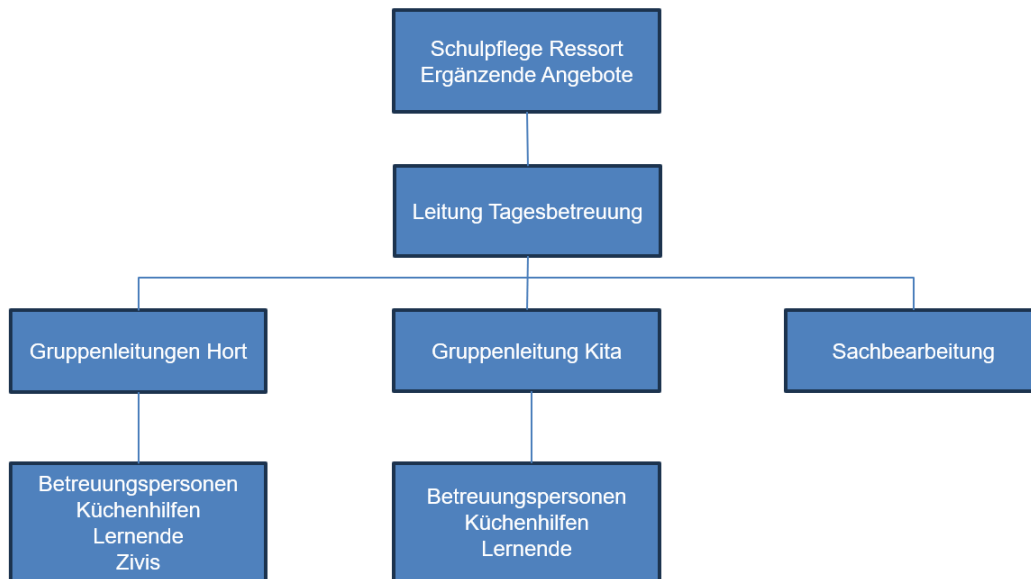 Schulpflege Ressort
Ergänzende Angebote
Leitung Tagesbetreuung
Gruppenleitungen Hort
Gruppenleitung Kita
Sachbearbeitung
Betreuungspersonen
Küchenhilfen
Lernende
Zivis
Betreuungspersonen
Küchenhilfen
Lernende